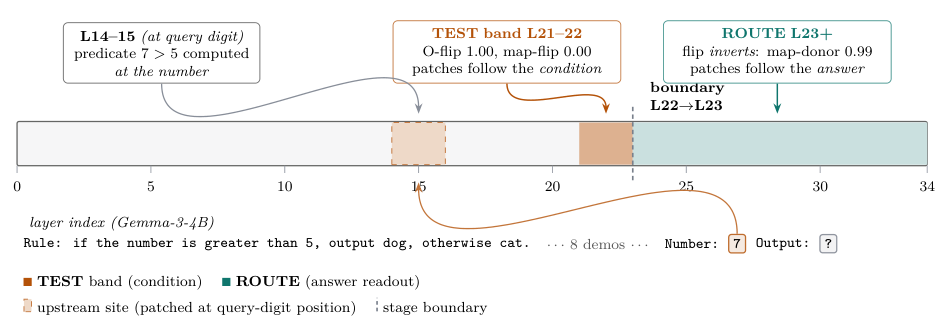 L14–15 (at query digit)
predicate 7 > 5 computed
at the number
TEST band L21–22
O-flip 1.00, map-flip 0.00
patches follow the condition
ROUTE L23+
flip inverts: map-donor 0.99
patches follow the answer
boundary
L22→L23
0 5 10 15 20 25 30 34
layer index (Gemma-3-4B)
Rule: if the number is greater than 5, output dog, otherwise cat. ··· 8 demos ··· Number: 7 Output: ?
TEST band (condition) ROUTE (answer readout)
upstream site (patched at query-digit position) stage boundary